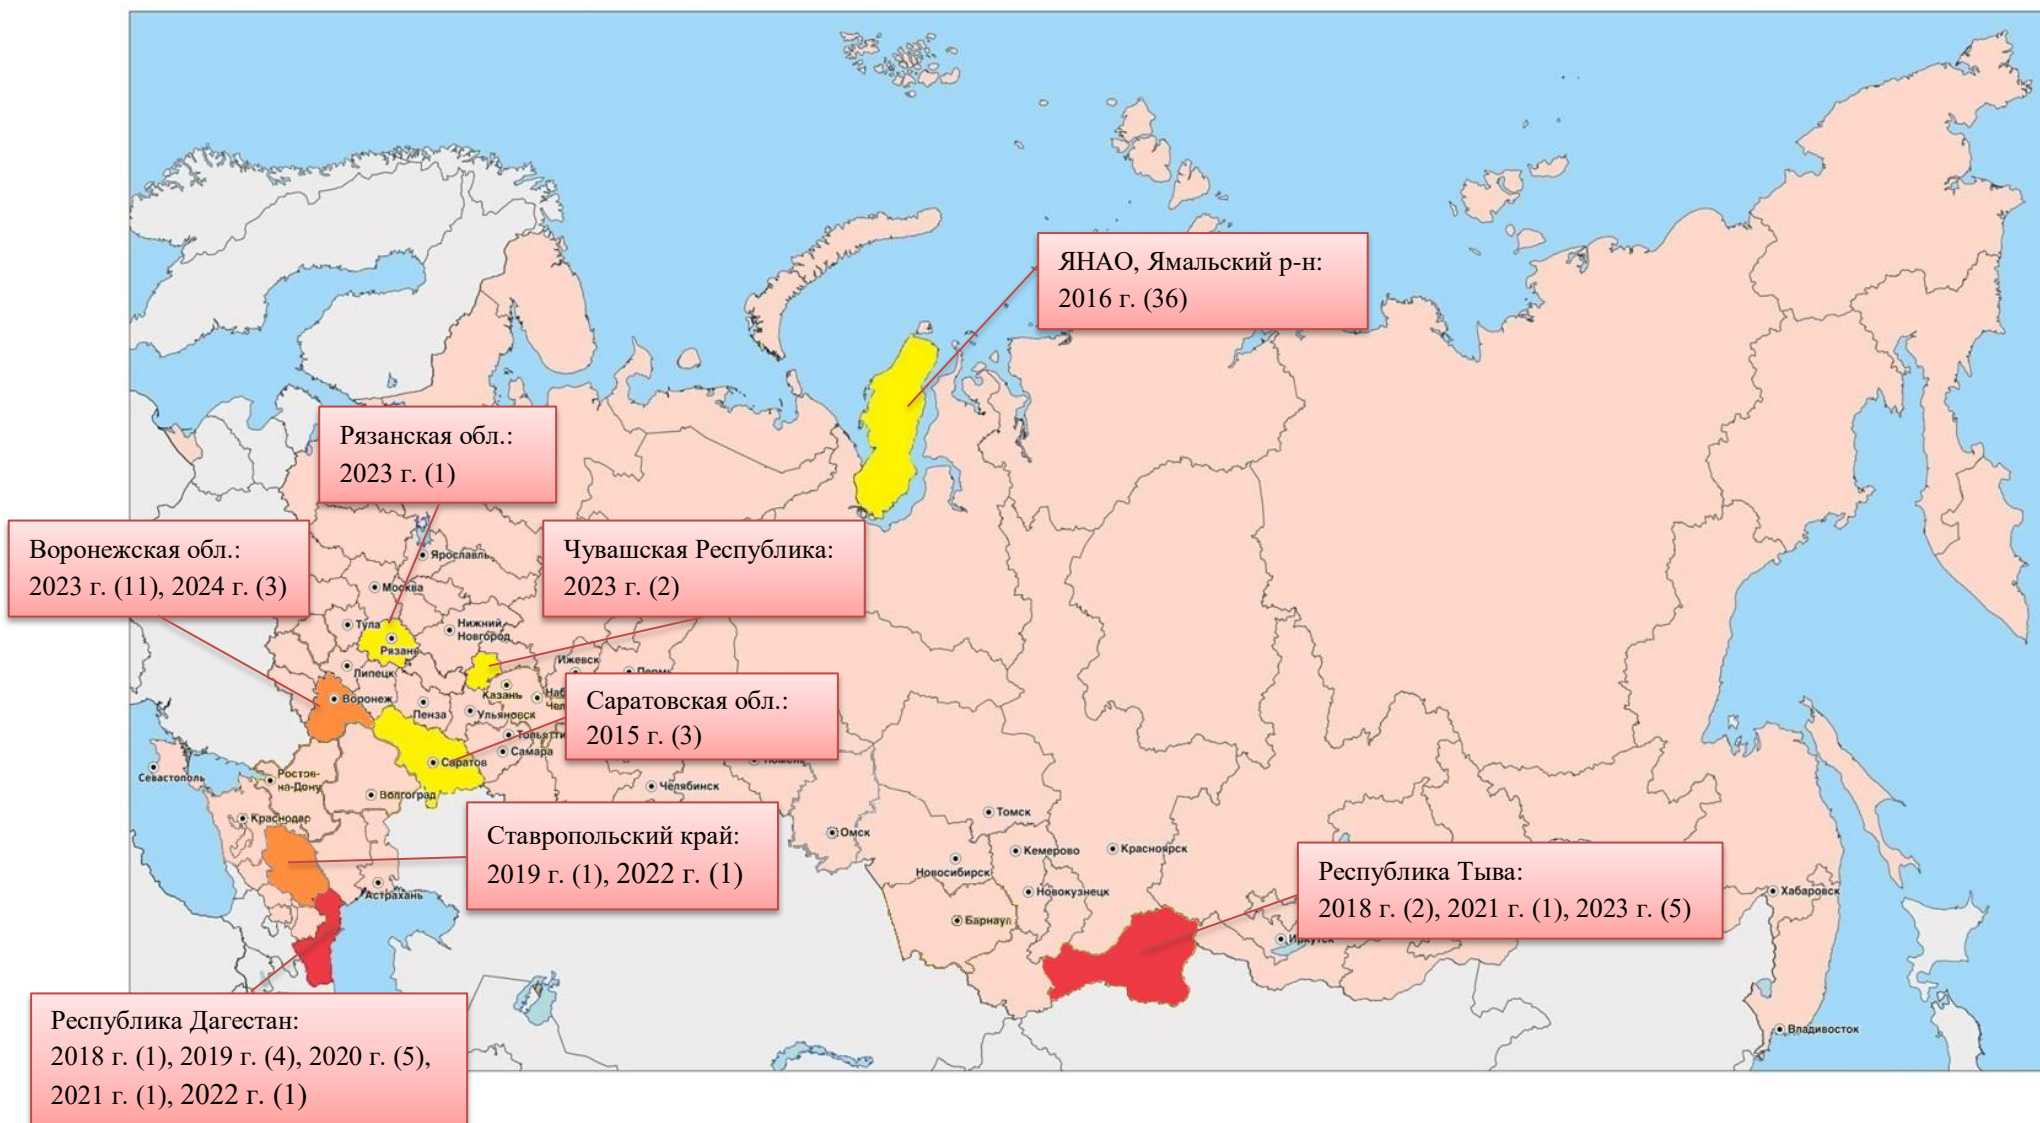 ЯНАО, Ямальский р-н:
2016 г. (36)
Рязанская обл.:
2023 г. (1)
Воронежская обл.:
2023 г. (11), 2024 г. (3)
Чувашская Республика:
2023 г. (2)
Ярославль
Москва
Тула
Рязань
Нижний
Новгород
Липецк
Ижевск
Казань
Воронеж
Пенза
Ульяновск
Саратовская обл.:
2015 г. (3)
Самара
Саратов
Севастополь
Ростов-
на-Дону
Волгоград
Челябинск
Краснодар
Ставропольский край:
2019 г. (1), 2022 г. (1)
Астрахань
Омск
Томск
Кемерово
Красноярск
Новосибирск
Новокузнецк
Барнаул
Республика Тыва:
2018 г. (2), 2021 г. (1), 2023 г. (5)
Иркутск
Хабаровск
Владивосток
Республика Дагестан:
2018 г. (1), 2019 г. (4), 2020 г. (5),
2021 г. (1), 2022 г. (1)